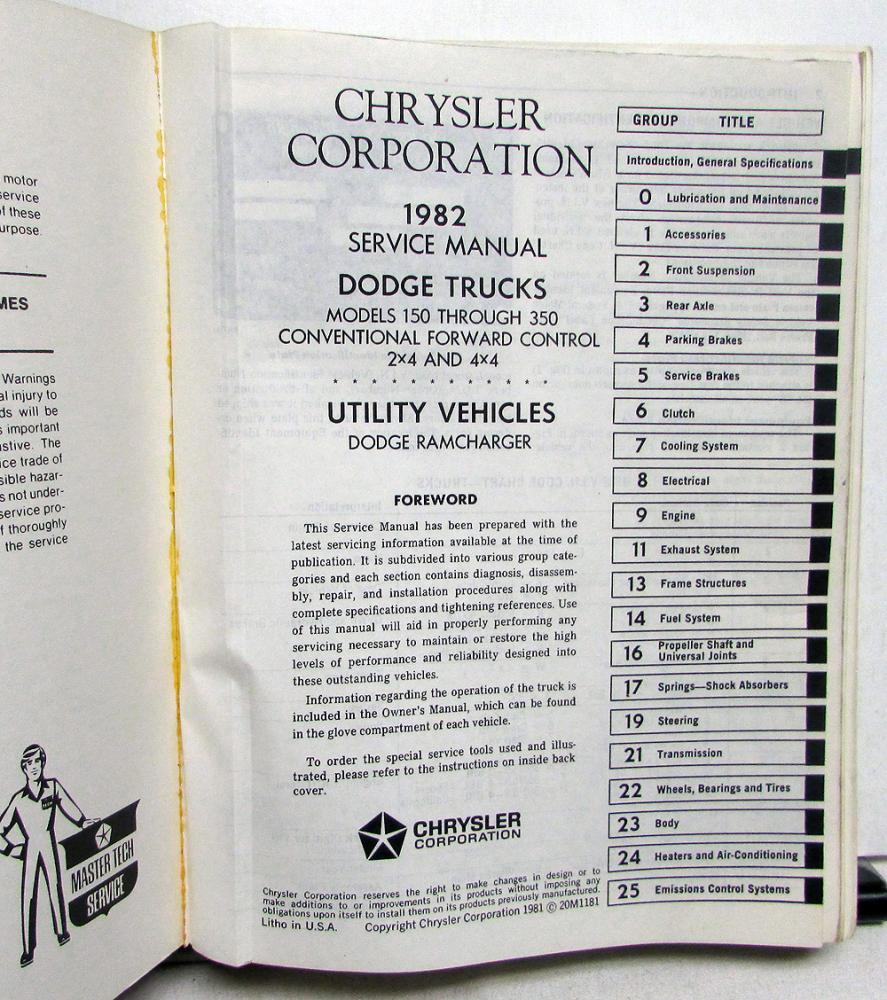 motor
service
of these
urpose.
MES
Warnings
al injury to
ds will be
s important
ustive. The
ice trade of
sible hazar-
s not under-
service pro-
f thoroughly
the service
MASTER TECH
SERVICE
CHRYSLER
CORPORATION
1982
SERVICE MANUAL
DODGE TRUCKS
MODELS 150 THROUGH 350
CONVENTIONAL FORWARD CONTROL
2×4 AND 4×4
* * * * * * * * * * * *
UTILITY VEHICLES
DODGE RAMCHARGER
FOREWORD
This Service Manual has been prepared with the
latest servicing information available at the time of
publication. It is subdivided into various group cate-
gories and each section contains diagnosis, disassem-
bly, repair, and installation procedures along with
complete specifications and tightening references. Use
of this manual will aid in properly performing any
servicing necessary to maintain or restore the high
levels of performance and reliability designed into
these outstanding vehicles.
Information regarding the operation of the truck is
included in the Owner's Manual, which can be found
in the glove compartment of each vehicle.
To order the special service tools used and illus-
trated, please refer to the instructions on inside back
cover.
CHRYSLER
CORPORATION
Chrysler Corporation reserves the right to make changes in design or to
make additions to or improvements in its products without imposing any
obligations upon itself to install them on its products previously manufactured.
Litho in U.S.A. Copyright Chrysler Corporation 1981 © 20M1181
GROUP TITLE
Introduction, General Specifications
0 Lubrication and Maintenance
1 Accessories
2 Front Suspension
3 Rear Axle
4 Parking Brakes
5 Service Brakes
6 Clutch
7 Cooling System
8 Electrical
9 Engine
11 Exhaust System
13 Frame Structures
14 Fuel System
16 Propeller Shaft and
Universal Joints
17 Springs—Shock Absorbers
19 Steering
21 Transmission
22 Wheels, Bearings and Tires
23 Body
24 Heaters and Air-Conditioning
25 Emissions Control Systems